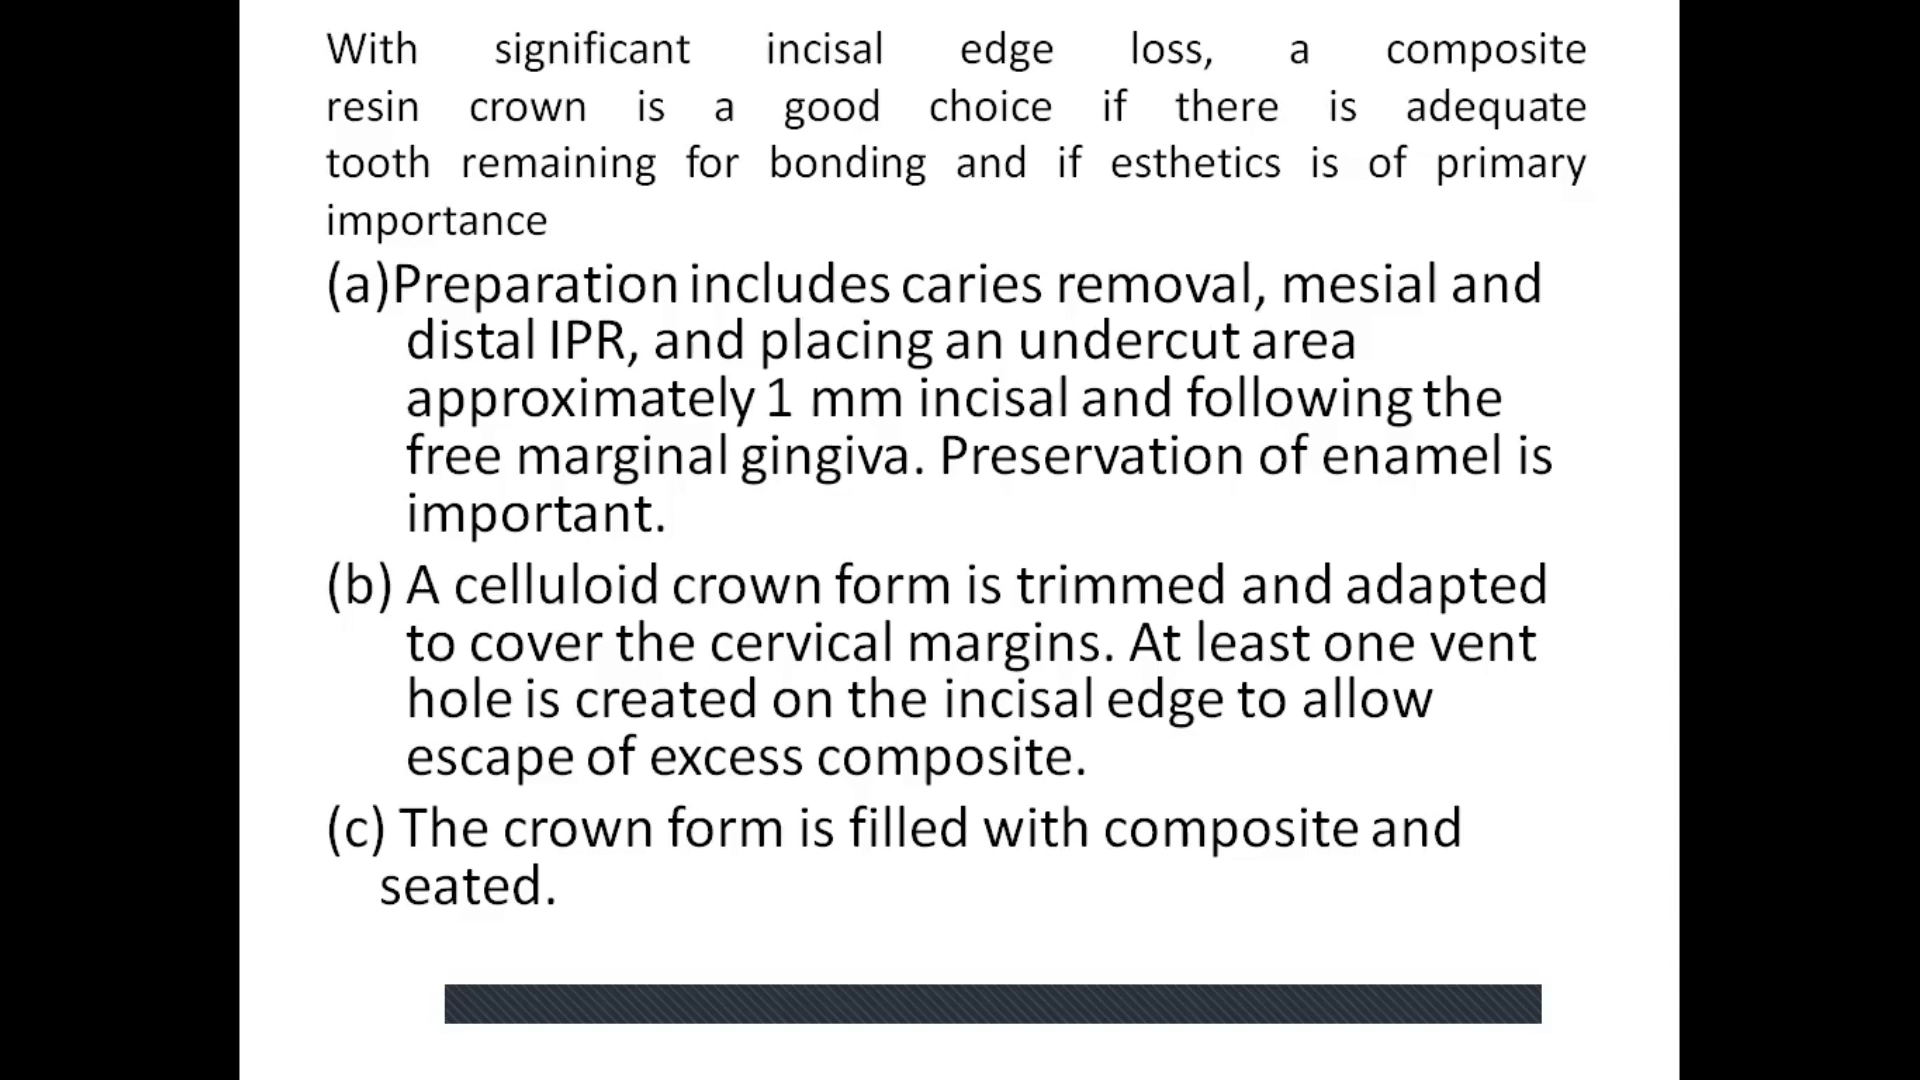 With significant incisal edge loss, a composite
resin crown is a good choice if there is adequate
tooth remaining for bonding and if esthetics is of primary
importance
(a)Preparation includes caries removal, mesial and
distal IPR, and placing an undercut area
approximately 1 mm incisal and following the
free marginal gingiva. Preservation of enamel is
important.
(b) A celluloid crown form is trimmed and adapted
to cover the cervical margins. At least one vent
hole is created on the incisal edge to allow
escape of excess composite.
(c) The crown form is filled with composite and
seated.